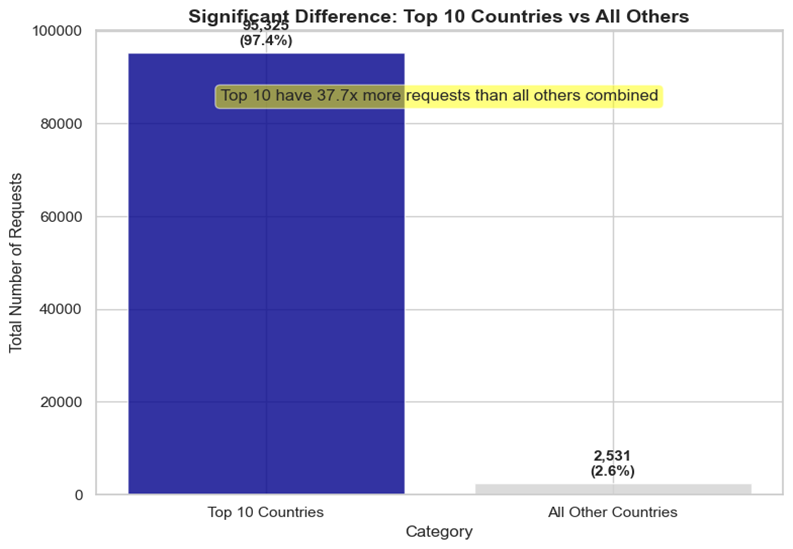 Significant Difference: Top 10 Countries vs All Others
95,325
(97.4%)
Top 10 have 37.7x more requests than all others combined
100000
80000
60000
40000
20000
0
Total Number of Requests
2,531
(2.6%)
Top 10 Countries
All Other Countries
Category